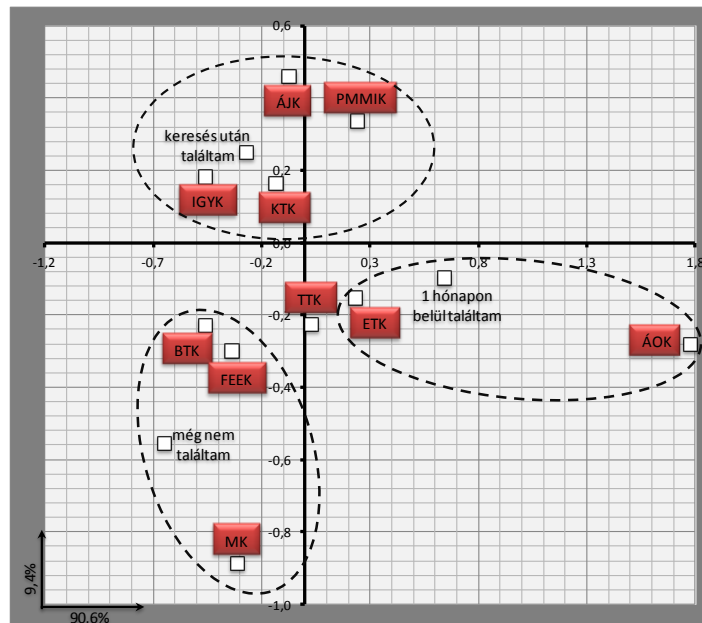 0,6
ÁJK
PMMIK
keresés után
találtam
0,2
IGYK
KTK
0,0
-1,2
-0,7
-0,2
0,3
0,8
1,3
1,8
TTK
1 hónapon
belül találtam
-0,2
ETK
BTK
ÁOK
FEEK
-0,4
még nem
találtam
-0,6
-0,8
MK
-1,0
9,4%
90,6%